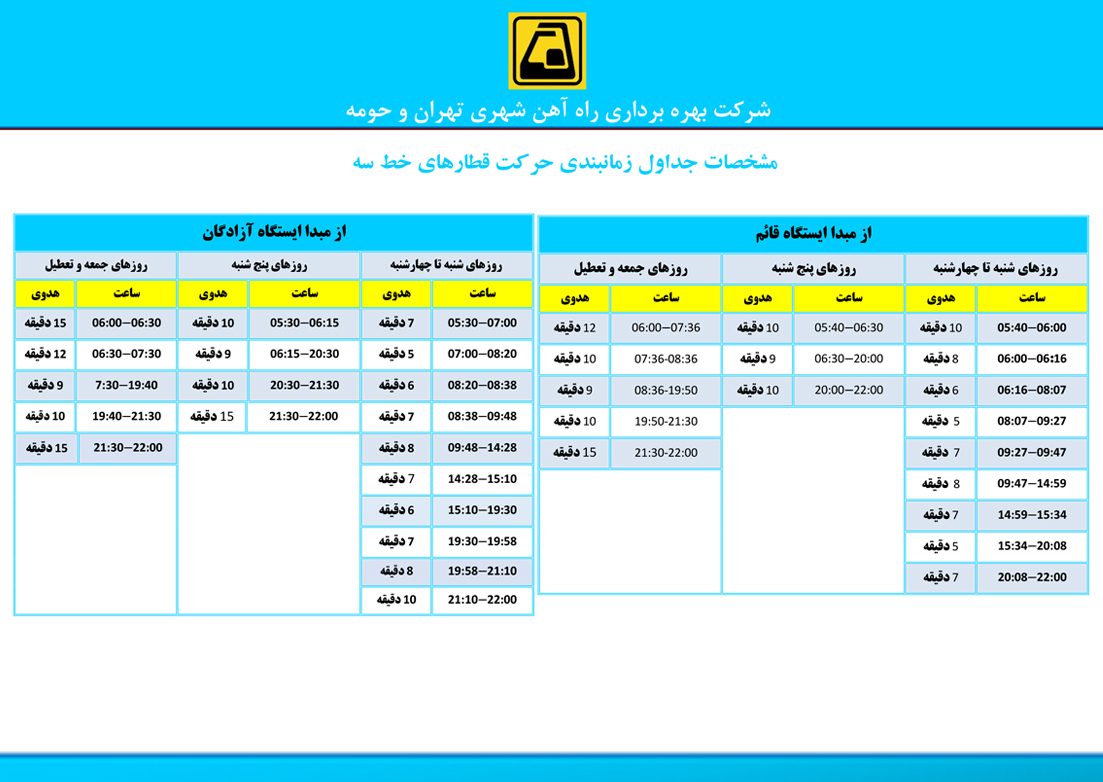 شرکت بهره برداری راه آهن شهری تهران و حومه
مشخصات جداول زمانبندی حرکت قطارهای خط سه
از مبدا ایستگاه قائم
روزهای شنبه تا چهارشنبه روزهای پنج شنبه روزهای جمعه و تعطیل
ساعت هدوی ساعت هدوی ساعت هدوی
05:40–06:00 10 دقیقه 05:40–06:30 10 دقیقه 06:00–07:36 12 دقیقه
06:00–06:16 8 دقیقه 06:30–20:00 9 دقیقه 07:36-08:36 10 دقیقه
06:16–08:07 6 دقیقه 20:00–22:00 10 دقیقه 08:36-19:50 9 دقیقه
08:07–09:27 5 دقیقه 19:50-21:30 10 دقیقه
09:27–09:47 7 دقیقه 21:30-22:00 15 دقیقه
09:47–14:59 8 دقیقه
14:59–15:34 7 دقیقه
15:34–20:08 5 دقیقه
20:08–22:00 7 دقیقه
از مبدا ایستگاه آزادگان
روزهای شنبه تا چهارشنبه روزهای پنج شنبه روزهای جمعه و تعطیل
ساعت هدوی ساعت هدوی ساعت هدوی
05:30–07:00 7 دقیقه 05:30–06:15 10 دقیقه 06:00–06:30 15 دقیقه
07:00–08:20 5 دقیقه 06:15–20:30 9 دقیقه 06:30–07:30 12 دقیقه
08:20–08:38 6 دقیقه 20:30–21:30 10 دقیقه 7:30–19:40 9 دقیقه
08:38–09:48 7 دقیقه 21:30–22:00 15 دقیقه 19:40–21:30 10 دقیقه
09:48–14:28 8 دقیقه 21:30–22:00 15 دقیقه
14:28–15:10 7 دقیقه
15:10–19:30 6 دقیقه
19:30–19:58 7 دقیقه
19:58–21:10 8 دقیقه
21:10–22:00 10 دقیقه